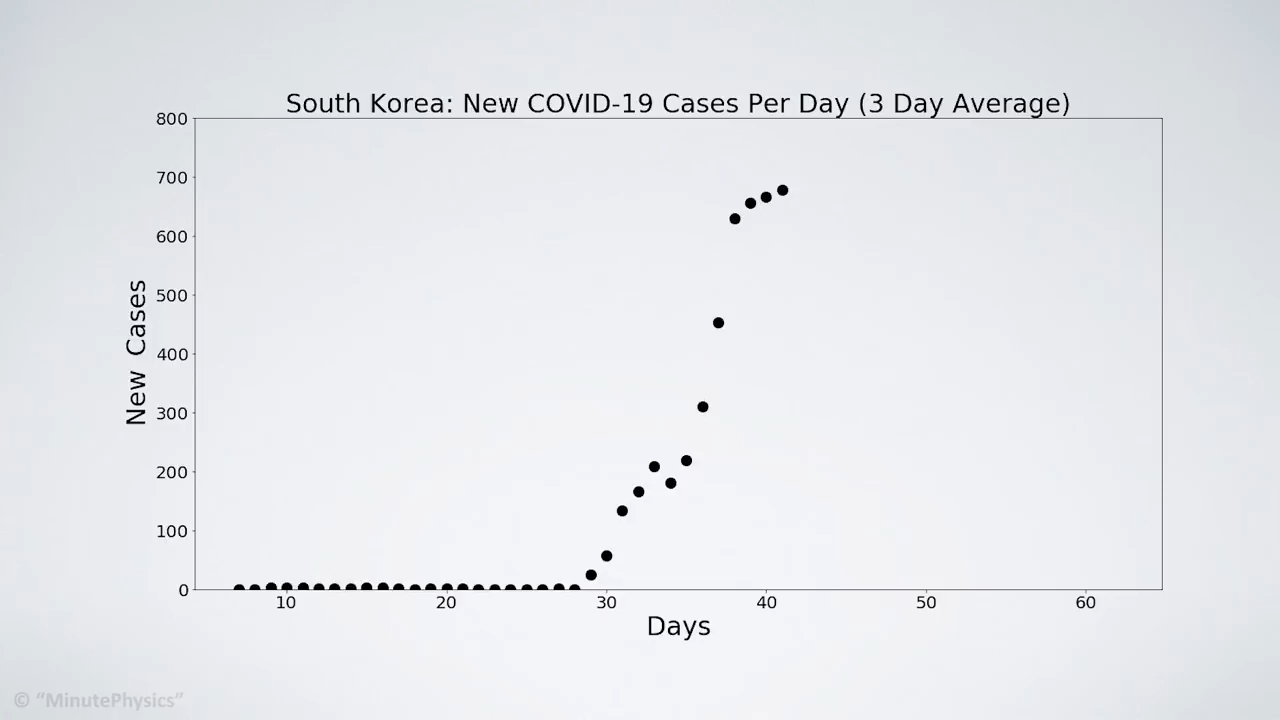 South Korea: New COVID-19 Cases Per Day (3 Day Average)
800
700
600
500
400
300
200
100
0
New Cases
10 20 30 40 50 60
Days
© “MinutePhysics”